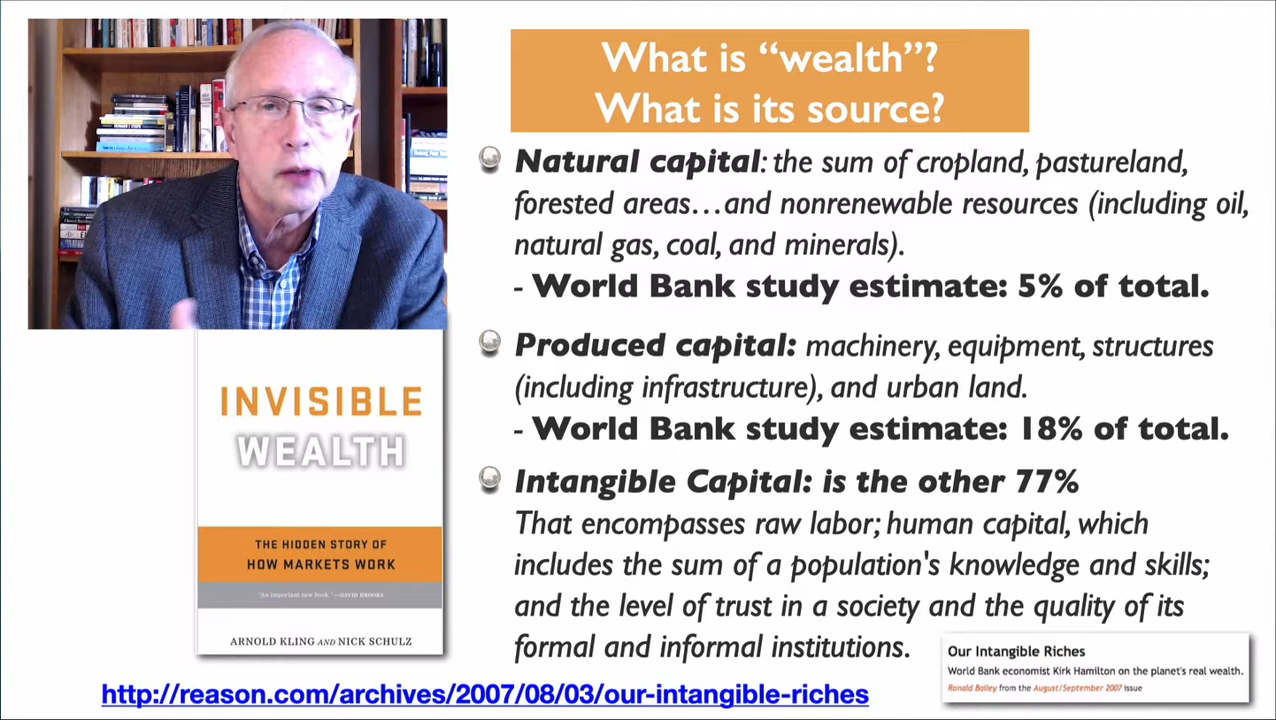 What is “wealth”?
What is its source?
Natural capital: the sum of cropland, pastureland,
forested areas…and nonrenewable resources (including oil,
natural gas, coal, and minerals).
- World Bank study estimate: 5% of total.
Produced capital: machinery, equipment, structures
(including infrastructure), and urban land.
- World Bank study estimate: 18% of total.
Intangible Capital: is the other 77%
That encompasses raw labor; human capital, which
includes the sum of a population's knowledge and skills;
and the level of trust in a society and the quality of its
formal and informal institutions.
INVISIBLE
WEALTH
THE HIDDEN STORY OF
HOW MARKETS WORK
"An important new book."—DAVID BROOKS
ARNOLD KLING AND NICK SCHULZ
Our Intangible Riches
World Bank economist Kirk Hamilton on the planet's real wealth.
Ronald Bailey from the August/September 2007 issue
http://reason.com/archives/2007/08/03/our-intangible-riches